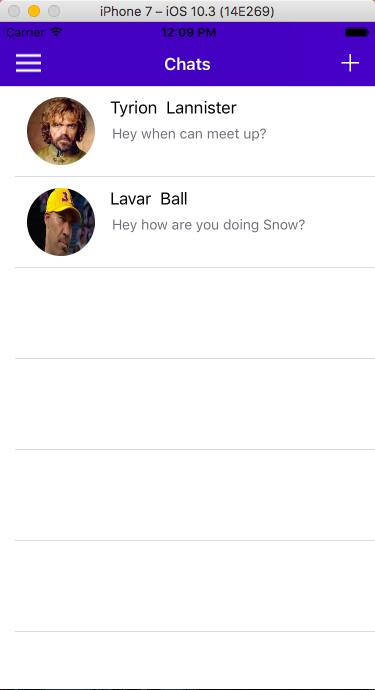 iPhone 7 – iOS 10.3 (14E269)
Carrier 12:09 PM
Chats
Tyrion Lannister
Hey when can meet up?
Lavar Ball
Hey how are you doing Snow?